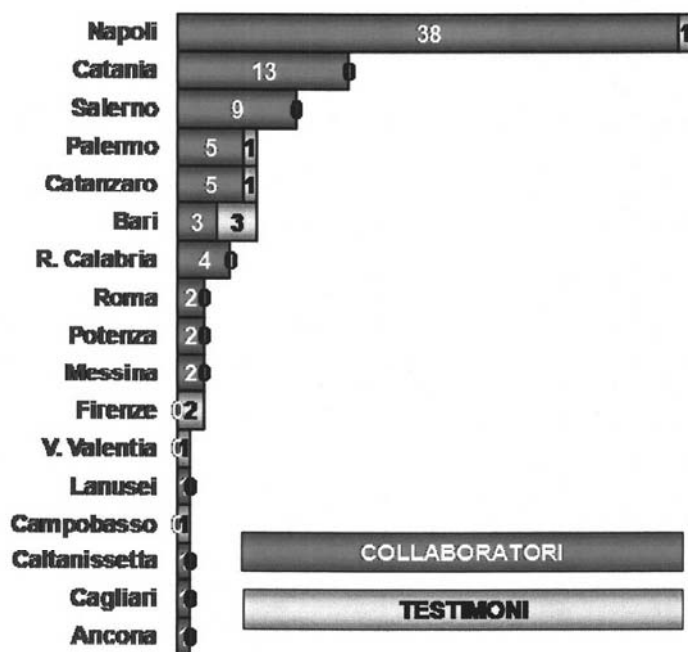 Napoli 38 1
Catania 13 0
Salerno 9 0
Palermo 5 1
Catanzaro 5 1
Bari 3 3
R. Calabria 4 0
Roma 2 0
Potenza 2 0
Messina 2 0
Firenze 0 2
V. Valentia 0 1
Lanusei 1 0
Campobasso 0 1
Caltanissetta 1 0
Cagliari 1 0
Ancona 1 0
COLLABORATORI
TESTIMONI